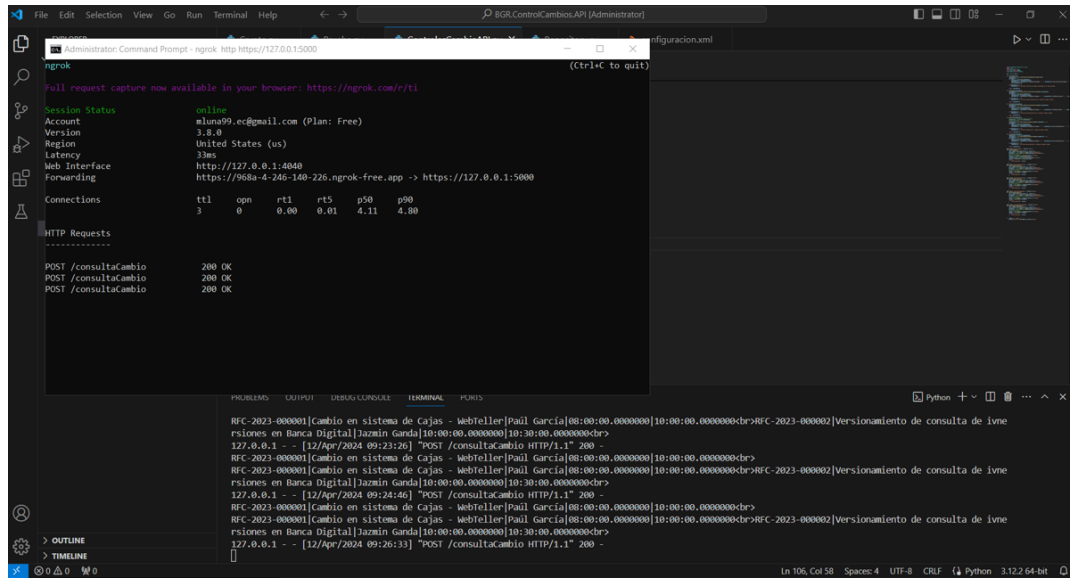 File Edit Selection View Go Run Terminal Help
BGR.ControlCambios.API [Administrator]
Administrator: Command Prompt - ngrok http https://127.0.0.1:5000
nfiguracion.xml
ngrok (Ctrl+C to quit)
Full request capture now available in your browser: https://ngrok.com/r/ti
Session Status online
Account mluna99.ec@gmail.com (Plan: Free)
Version 3.8.0
Region United States (us)
Latency 33ms
Web Interface http://127.0.0.1:4040
Forwarding https://968a-4-246-140-226.ngrok-free.app -> https://127.0.0.1:5000
Connections ttl opn rt1 rt5 p50 p90
3 0 0.00 0.01 4.11 4.80
HTTP Requests
-------------
POST /consultaCambio 200 OK
POST /consultaCambio 200 OK
POST /consultaCambio 200 OK
PROBLEMS OUTPUT DEBUG CONSOLE TERMINAL PORTS
Python
RFC-2023-000001|Cambio en sistema de Cajas - WebTeller|Paúl García|08:00:00.0000000|10:00:00.0000000<br>RFC-2023-000002|Versionamiento de consulta de ivne
rsiones en Banca Digital|Jazmin Ganda|10:00:00.0000000|10:30:00.0000000<br>
127.0.0.1 - - [12/Apr/2024 09:23:26] "POST /consultaCambio HTTP/1.1" 200 -
RFC-2023-000001|Cambio en sistema de Cajas - WebTeller|Paúl García|08:00:00.0000000|10:00:00.0000000<br>
RFC-2023-000001|Cambio en sistema de Cajas - WebTeller|Paúl García|08:00:00.0000000|10:00:00.0000000<br>RFC-2023-000002|Versionamiento de consulta de ivne
rsiones en Banca Digital|Jazmin Ganda|10:00:00.0000000|10:30:00.0000000<br>
127.0.0.1 - - [12/Apr/2024 09:24:46] "POST /consultaCambio HTTP/1.1" 200 -
RFC-2023-000001|Cambio en sistema de Cajas - WebTeller|Paúl García|08:00:00.0000000|10:00:00.0000000<br>
RFC-2023-000001|Cambio en sistema de Cajas - WebTeller|Paúl García|08:00:00.0000000|10:00:00.0000000<br>RFC-2023-000002|Versionamiento de consulta de ivne
rsiones en Banca Digital|Jazmin Ganda|10:00:00.0000000|10:30:00.0000000<br>
127.0.0.1 - - [12/Apr/2024 09:26:33] "POST /consultaCambio HTTP/1.1" 200 -
OUTLINE
TIMELINE
0 0 0 Ln 106, Col 58 Spaces: 4 UTF-8 CRLF Python 3.12.2 64-bit